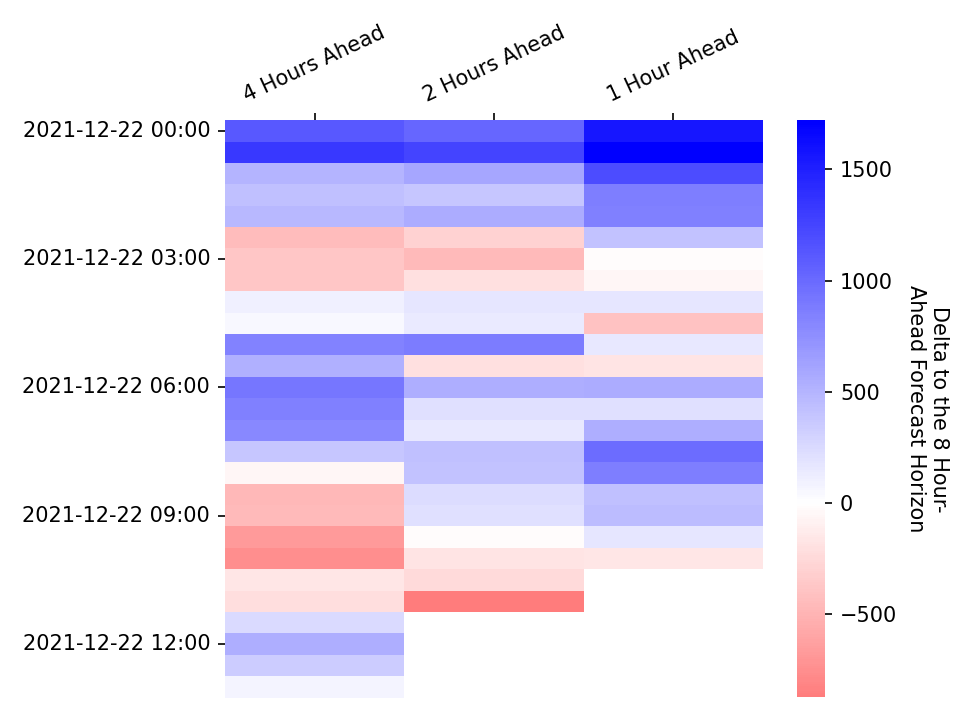 4 Hours Ahead
2 Hours Ahead
1 Hour Ahead
2021-12-22 00:00
2021-12-22 03:00
2021-12-22 06:00
2021-12-22 09:00
2021-12-22 12:00
1500
1000
500
0
−500
Delta to the 8 Hour-
Ahead Forecast Horizon